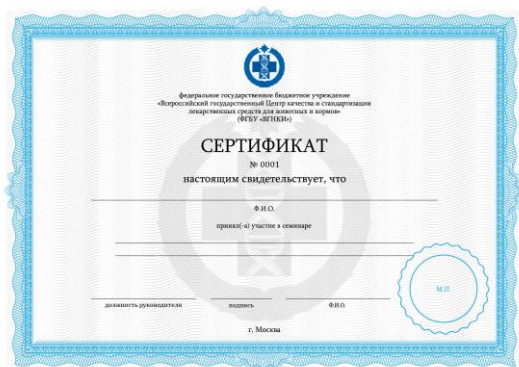 федеральное государственное бюджетное учреждение
«Всероссийский государственный Центр качества и стандартизации
лекарственных средств для животных и кормов»
(ФГБУ «ВГНКИ»)
СЕРТИФИКАТ
№ 0001
настоящим свидетельствует, что
Ф.И.О.
принял(-а) участие в семинаре
М.П.
должность руководителя подпись Ф.И.О.
г. Москва